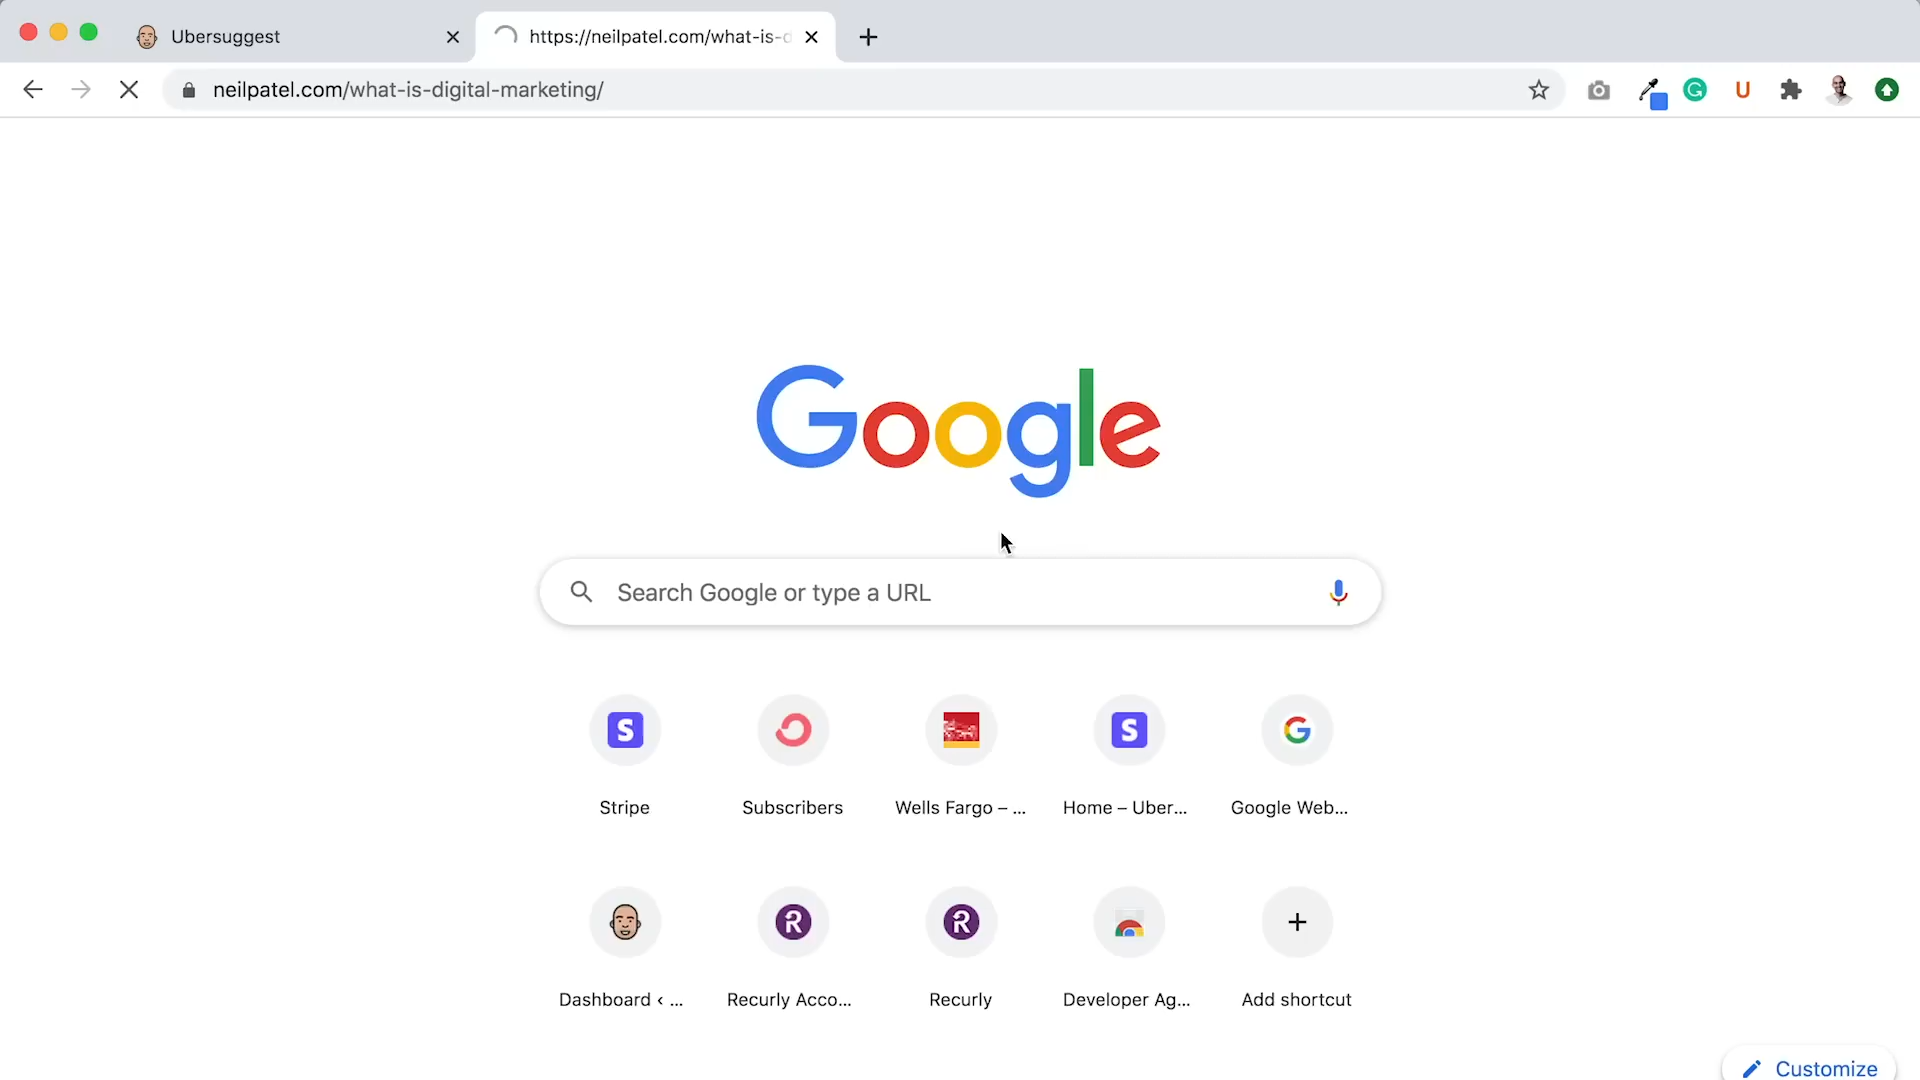 Ubersuggest
https://neilpatel.com/what-is-d
neilpatel.com/what-is-digital-marketing/
G
U
Google
Search Google or type a URL
S
S
G
Stripe
Subscribers
Wells Fargo – ...
Home – Uber...
Google Web...
R
R
Dashboard ‹ ...
Recurly Acco...
Recurly
Developer Ag...
Add shortcut
Customize